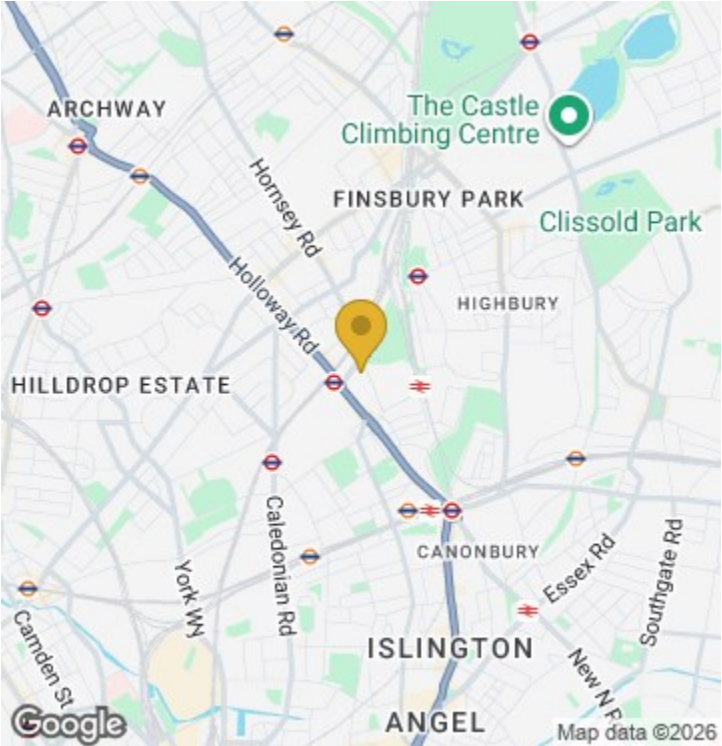 ARCHWAY
The Castle
Climbing Centre
Hornsey Rd
FINSBURY PARK
Clissold Park
Holloway Rd
HIGHBURY
HILLDROP ESTATE
Caledonian Rd
CANONBURY
York Wy
Essex Rd
Southgate Rd
Camden St
ISLINGTON
New N R
ANGEL
Google
Map data ©2026